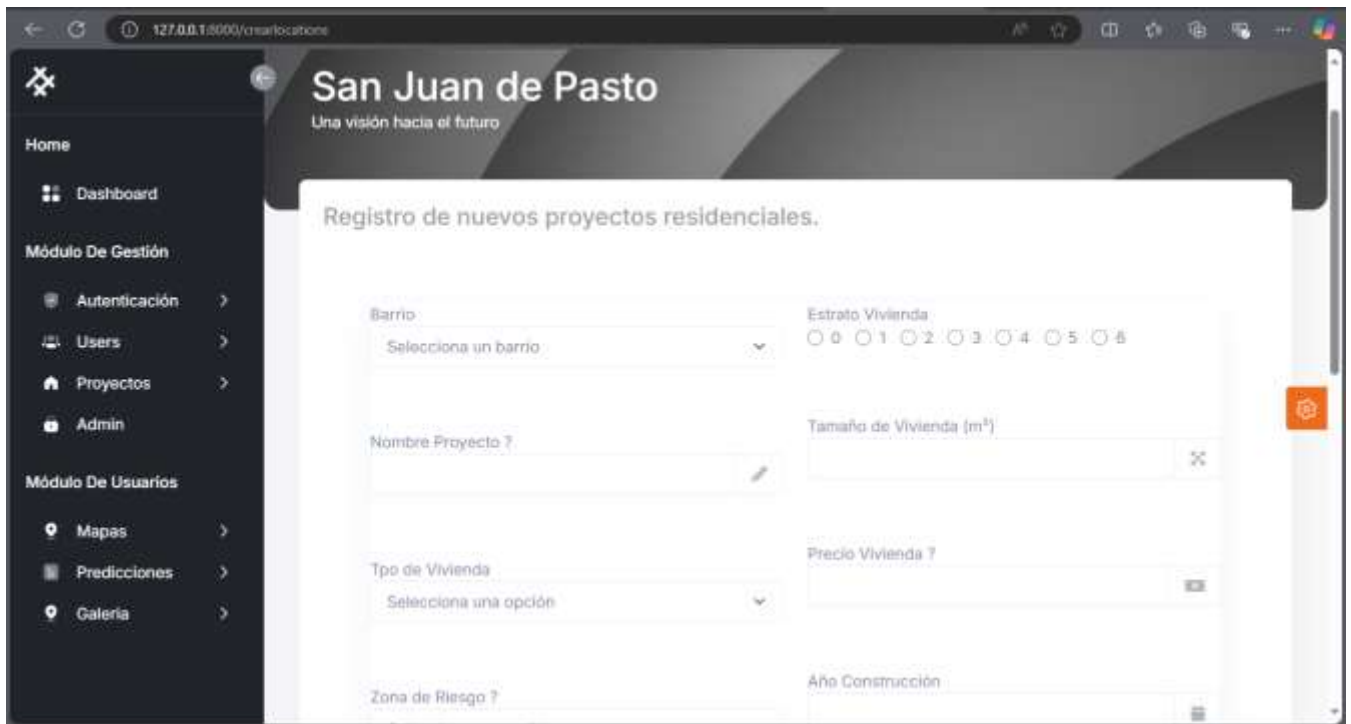 127.0.0.1:8000/crearlocations
San Juan de Pasto
Una visión hacia el futuro
Home
Dashboard
Módulo De Gestión
Autenticación
Users
Proyectos
Admin
Módulo De Usuarios
Mapas
Predicciones
Galeria
Registro de nuevos proyectos residenciales.
Barrio
Selecciona un barrio
Estrato Vivienda
0 1 2 3 4 5 6
Nombre Proyecto ?
Tamaño de Vivienda (m²)
Tpo de Vivienda
Selecciona una opción
Precio Vivienda ?
Zona de Riesgo ?
Año Construcción